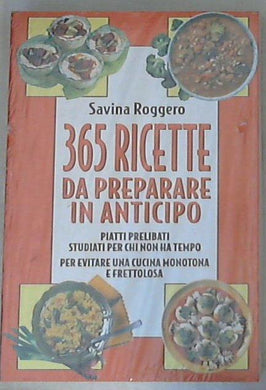 Savina Roggero
365 RICETTE
DA PREPARARE
IN ANTICIPO
PIATTI PRELIBATI
STUDIATI PER CHI NON HA TEMPO
PER EVITARE UNA CUCINA MONOTONA
E FRETTOLOSA